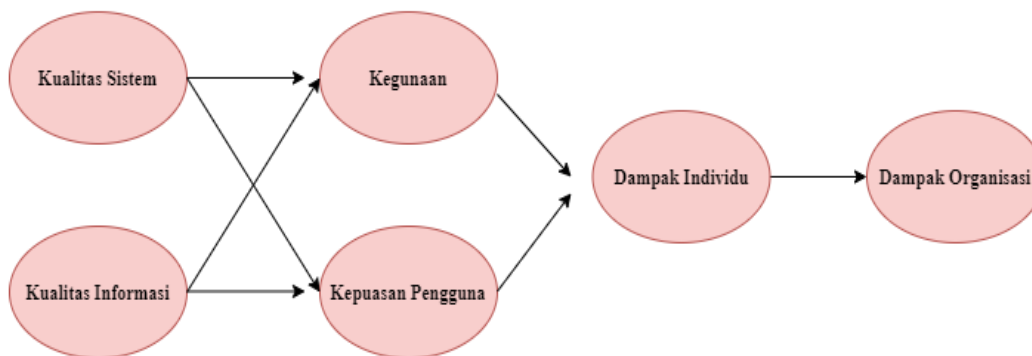 Kualitas Sistem
Kegunaan
Dampak Individu
Dampak Organisasi
Kualitas Informasi
Kepuasan Pengguna